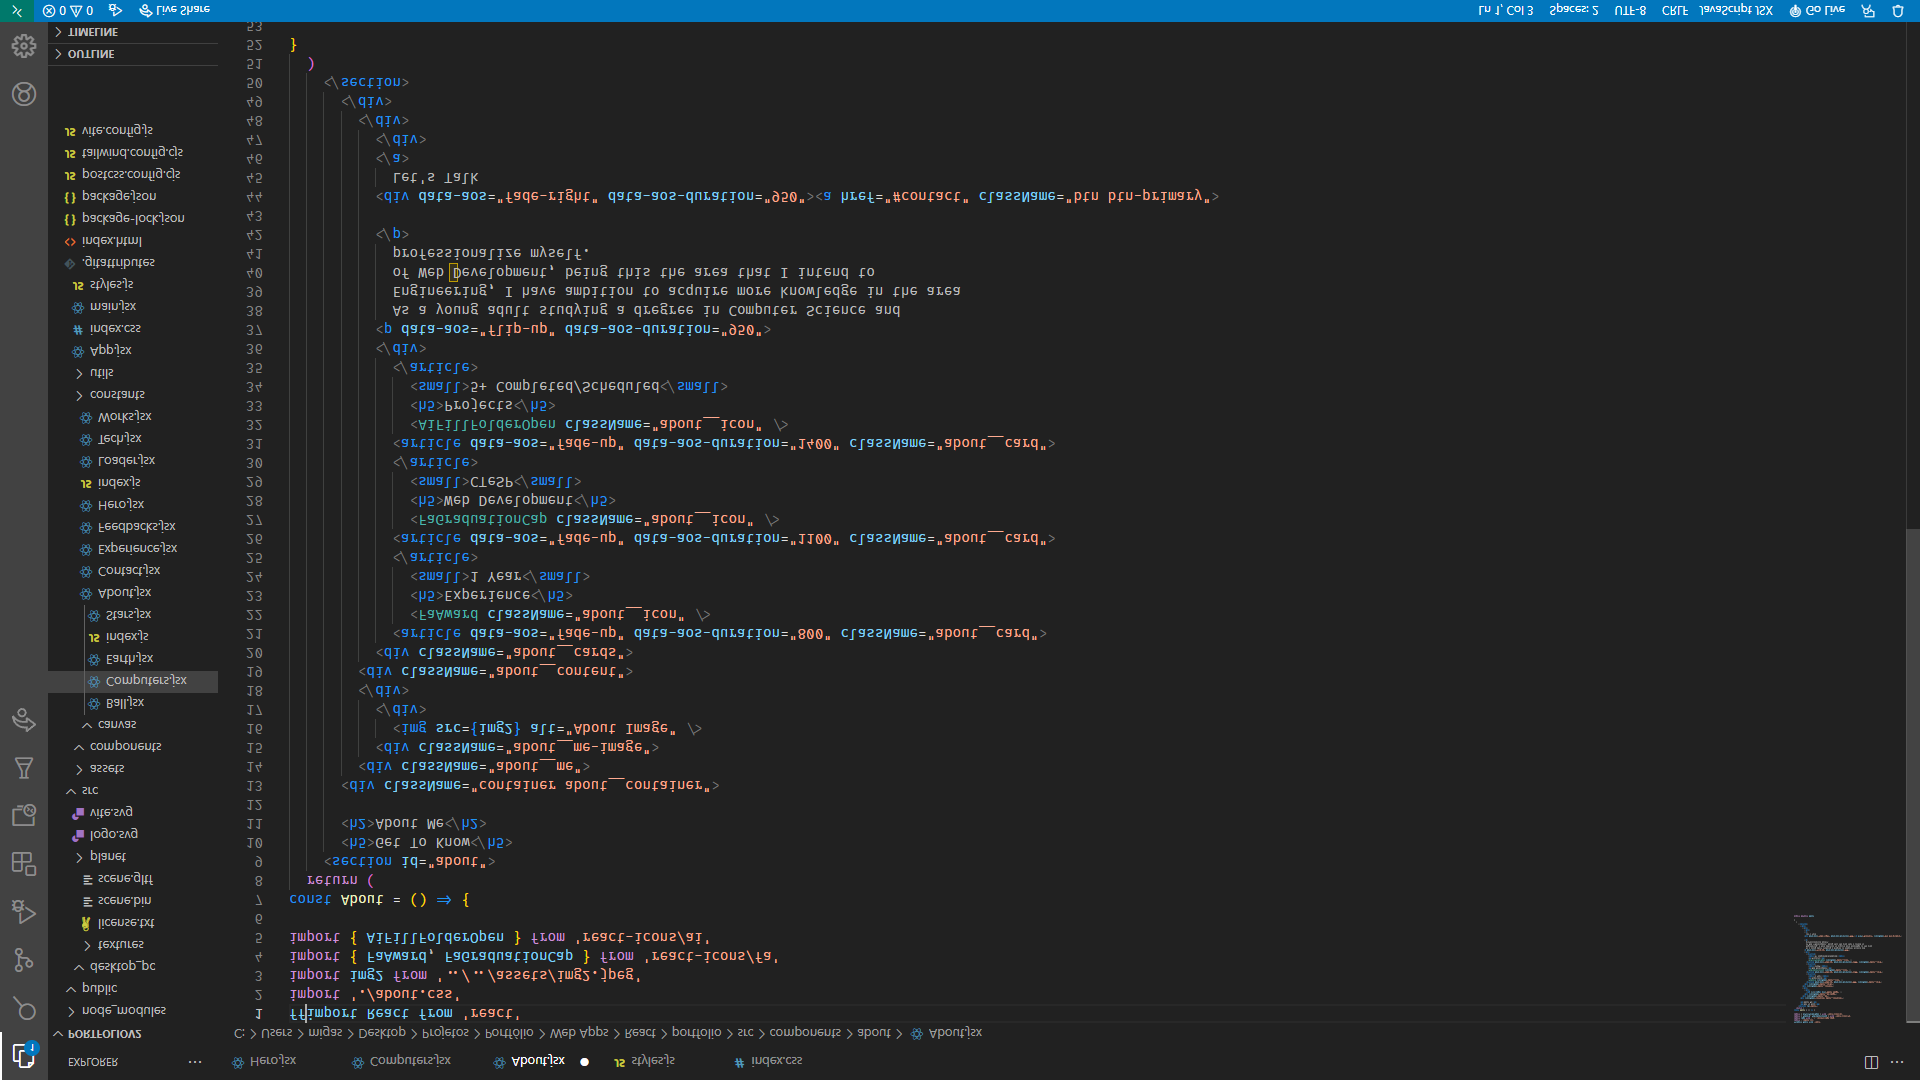 EXPLORER ···
Hero.jsx Computers.jsx About.jsx ● styles.js index.css
1
PORTFOLIOV2
node_modules
public
desktop_pc
textures
license.txt
scene.bin
scene.gltf
planet
logo.svg
vite.svg
src
assets
components
canvas
Ball.jsx
Computers.jsx
Earth.jsx
index.js
Stars.jsx
About.jsx
Contact.jsx
Experience.jsx
Feedbacks.jsx
Hero.jsx
index.js
Loader.jsx
Tech.jsx
Works.jsx
constants
utils
App.jsx
index.css
main.jsx
styles.js
.gitattributes
index.html
package-lock.json
package.json
postcss.config.cjs
tailwind.config.cjs
vite.config.js
OUTLINE
TIMELINE
C: > Users > migas > Desktop > Projetos > Portfólio > Web Apps > React > portfolio > src > components > about > About.jsx
1 ffimport React from 'react'
2 import './about.css'
3 import img2 from '../../assets/img2.jpeg'
4 import { FaAward, FaGraduationCap } from 'react-icons/fa'
5 import { AiFillFolderOpen } from 'react-icons/ai'
6
7 const About = () => {
8 return (
9 <section id="about">
10 <h5>Get To Know</h5>
11 <h2>About Me</h2>
12
13 <div className="container about__container">
14 <div className="about__me">
15 <div className="about__me-image">
16 <img src={img2} alt="About Image" />
17 </div>
18 </div>
19 <div className="about__content">
20 <div className="about__cards">
21 <article data-aos="fade-up" data-aos-duration="800" className="about__card">
22 <FaAward className="about__icon" />
23 <h5>Experience</h5>
24 <small>1 Year</small>
25 </article>
26 <article data-aos="fade-up" data-aos-duration="1100" className="about__card">
27 <FaGraduationCap className="about__icon" />
28 <h5>Web Development</h5>
29 <small>CTeSP</small>
30 </article>
31 <article data-aos="fade-up" data-aos-duration="1400" className="about__card">
32 <AiFillFolderOpen className="about__icon" />
33 <h5>Projects</h5>
34 <small>5+ Completed/Scheduled</small>
35 </article>
36 </div>
37 <p data-aos="flip-up" data-aos-duration="950">
38 As a young adult studying a dregree in Computer Science and
39 Engineering, I have ambition to acquire more knowledge in the area
40 of Web Development, being this the area that I intend to
41 professionalize myself.
42 </p>
43
44 <div data-aos="fade-right" data-aos-duration="950"><a href="#contact" className="btn btn-primary">
45 Let's Talk
46 </a>
47 </div>
48 </div>
49 </div>
50 </section>
51 )
52 }
53
0 0 Live Share Ln 1, Col 3 Spaces: 2 UTF-8 CRLF JavaScript JSX Go Live